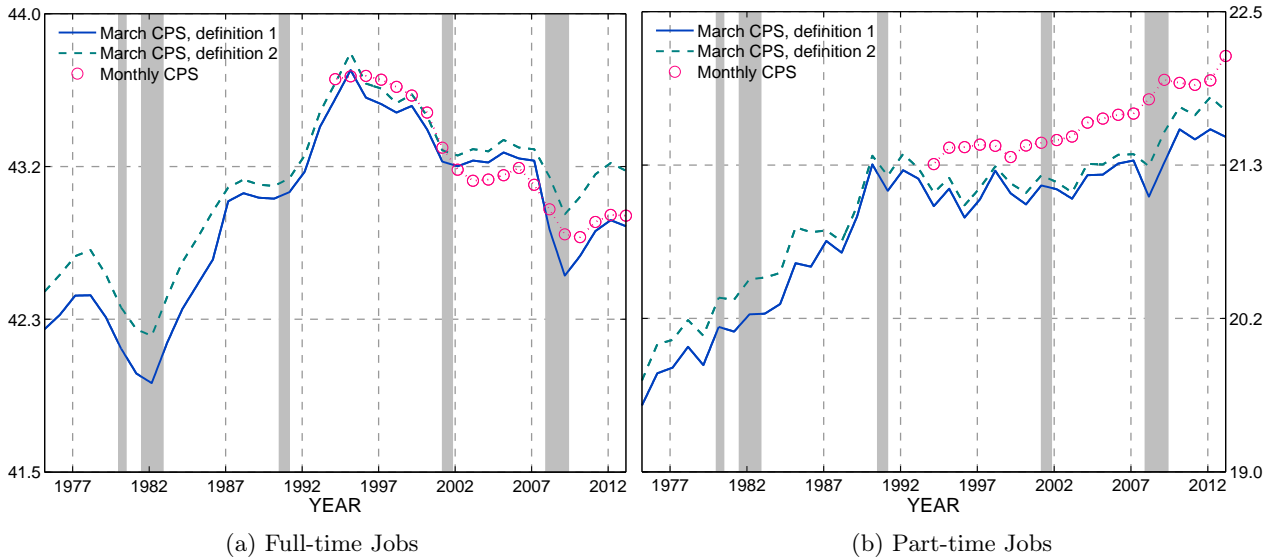 44.0
43.2
42.3
41.5
March CPS, definition 1
March CPS, definition 2
Monthly CPS
1977 1982 1987 1992 1997 2002 2007 2012
YEAR
(a) Full-time Jobs
22.5
21.3
20.2
19.0
March CPS, definition 1
March CPS, definition 2
Monthly CPS
1977 1982 1987 1992 1997 2002 2007 2012
YEAR
(b) Part-time Jobs